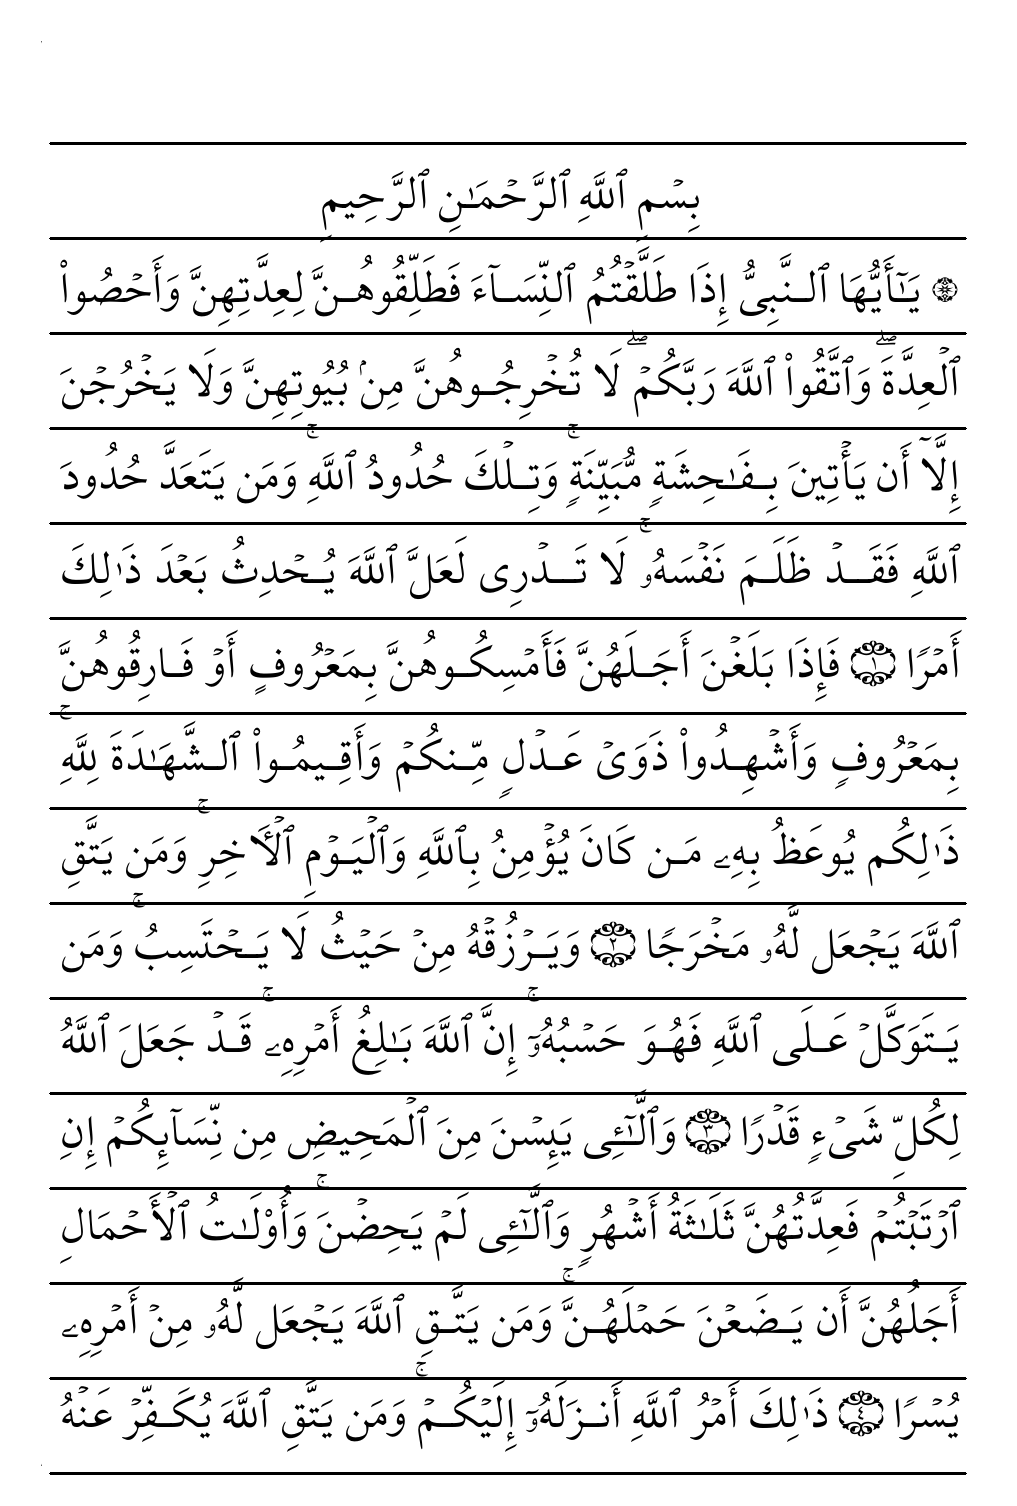 بِسۡمِ ٱللَّهِ ٱلرَّحۡمَـٰنِ ٱلرَّحِيمِ
۞ يَـٰٓأَيُّهَا ٱلنَّبِىُّ إِذَا طَلَّقۡتُمُ ٱلنِّسَآءَ فَطَلِّقُوهُنَّ لِعِدَّتِهِنَّ وَأَحۡصُواْ
ٱلۡعِدَّةَۖ وَٱتَّقُواْ ٱللَّهَ رَبَّكُمۡۖ لَا تُخۡرِجُوهُنَّ مِنۢ بُيُوتِهِنَّ وَلَا يَخۡرُجۡنَ
إِلَّآ أَن يَأۡتِينَ بِفَـٰحِشَةٍ مُّبَيِّنَةٍۚ وَتِلۡكَ حُدُودُ ٱللَّهِۚ وَمَن يَتَعَدَّ حُدُودَ
ٱللَّهِ فَقَدۡ ظَلَمَ نَفۡسَهُۥۚ لَا تَدۡرِى لَعَلَّ ٱللَّهَ يُحۡدِثُ بَعۡدَ ذَٰلِكَ
أَمۡرًا ۝١ فَإِذَا بَلَغۡنَ أَجَلَهُنَّ فَأَمۡسِكُوهُنَّ بِمَعۡرُوفٍ أَوۡ فَارِقُوهُنَّ
بِمَعۡرُوفٍ وَأَشۡهِدُواْ ذَوَىۡ عَدۡلٍ مِّنكُمۡ وَأَقِيمُواْ ٱلشَّهَـٰدَةَ لِلَّهِۚ
ذَٰلِكُم يُوعَظُ بِهِۦ مَن كَانَ يُؤۡمِنُ بِٱللَّهِ وَٱلۡيَوۡمِ ٱلۡأَخِرِۚ وَمَن يَتَّقِ
ٱللَّهَ يَجۡعَل لَّهُۥ مَخۡرَجًا ۝٢ وَيَرۡزُقۡهُ مِنۡ حَيۡثُ لَا يَحۡتَسِبُۚ وَمَن
يَتَوَكَّلۡ عَلَى ٱللَّهِ فَهُوَ حَسۡبُهُۥٓۚ إِنَّ ٱللَّهَ بَـٰلِغُ أَمۡرِهِۦۚ قَدۡ جَعَلَ ٱللَّهُ
لِكُلِّ شَىۡءٍ قَدۡرًا ۝٣ وَٱلَّـٰٓـِٔى يَئِسۡنَ مِنَ ٱلۡمَحِيضِ مِن نِّسَآئِكُمۡ إِنِ
ٱرۡتَبۡتُمۡ فَعِدَّتُهُنَّ ثَلَـٰثَةُ أَشۡهُرٍ وَٱلَّـٰٓـِٔى لَمۡ يَحِضۡنَۚ وَأُوْلَـٰتُ ٱلۡأَحۡمَالِ
أَجَلُهُنَّ أَن يَضَعۡنَ حَمۡلَهُنَّۚ وَمَن يَتَّقِ ٱللَّهَ يَجۡعَل لَّهُۥ مِنۡ أَمۡرِهِۦ
يُسۡرًا ۝٤ ذَٰلِكَ أَمۡرُ ٱللَّهِ أَنزَلَهُۥٓ إِلَيۡكُمۡۚ وَمَن يَتَّقِ ٱللَّهَ يُكَفِّرۡ عَنۡهُ